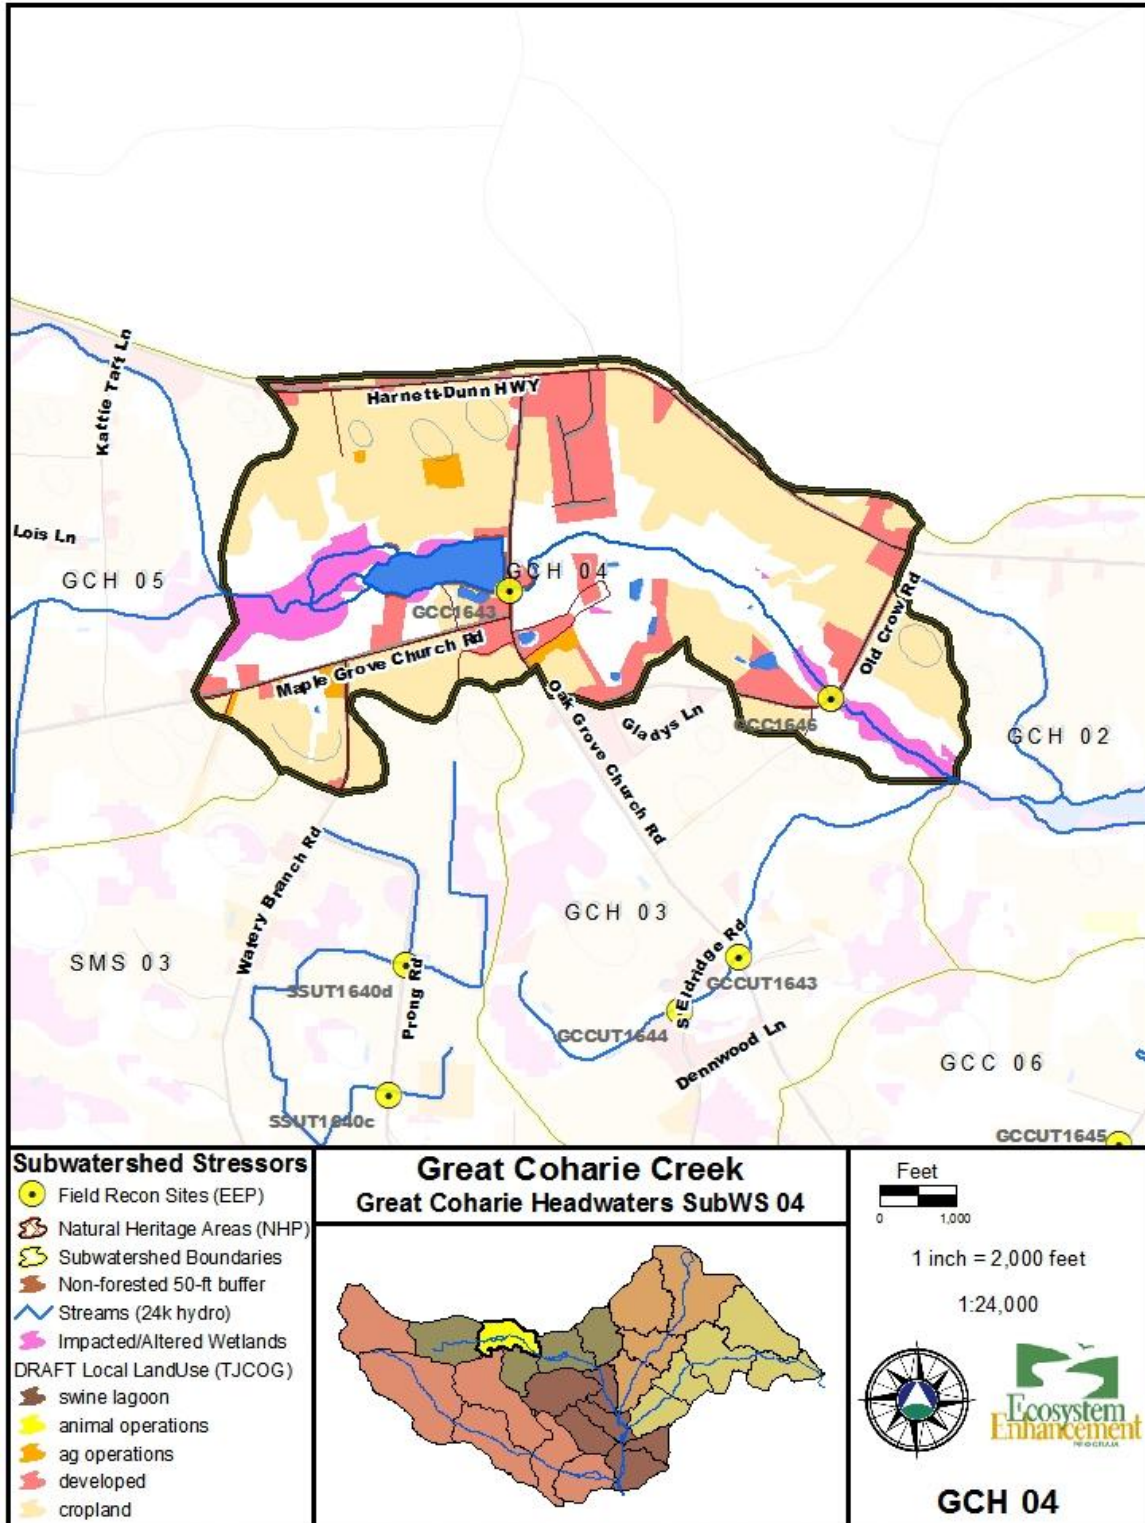 Kattie Tart Ln
Harnett-Dunn HWY
Lois Ln
GCH 05
GCH 04
GCC1643
Maple Grove Church Rd
Old Crow Rd
Oak Grove Church Rd
Gladys Ln
GCC1646
GCH 02
Watery Branch Rd
GCH 03
SMS 03
SSUT1640d
Prong Rd
S Eldridge Rd
GCCUT1643
GCCUT1644
Dennwood Ln
GCC 06
SSUT1640c
GCCUT1645
Subwatershed Stressors
Field Recon Sites (EEP)
Natural Heritage Areas (NHP)
Subwatershed Boundaries
Non-forested 50-ft buffer
Streams (24k hydro)
Impacted/Altered Wetlands
DRAFT Local LandUse (TJCOG)
swine lagoon
animal operations
ag operations
developed
cropland
Great Coharie Creek
Great Coharie Headwaters SubWS 04
Feet
0 1,000
1 inch = 2,000 feet
1:24,000
Ecosystem
Enhancement
PROGRAM
GCH 04